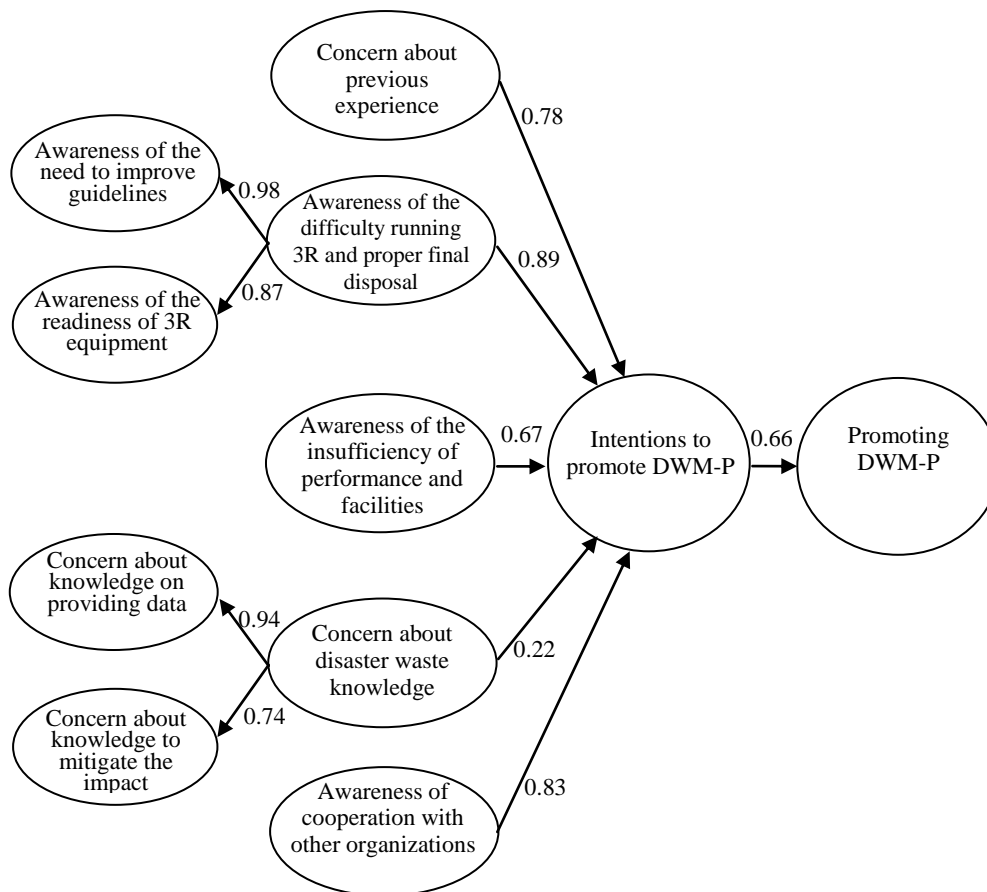 Concern about
previous
experience
0.78
Awareness of the
need to improve
guidelines
0.98
Awareness of the
difficulty running
3R and proper final
disposal
0.89
0.87
Awareness of the
readiness of 3R
equipment
Awareness of the
insufficiency of
performance and
facilities
0.67
Intentions to
promote DWM-P
0.66
Promoting
DWM-P
Concern about
knowledge on
providing data
0.94
Concern about
disaster waste
knowledge
0.22
0.74
Concern about
knowledge to
mitigate the
impact
Awareness of
cooperation with
other organizations
0.83